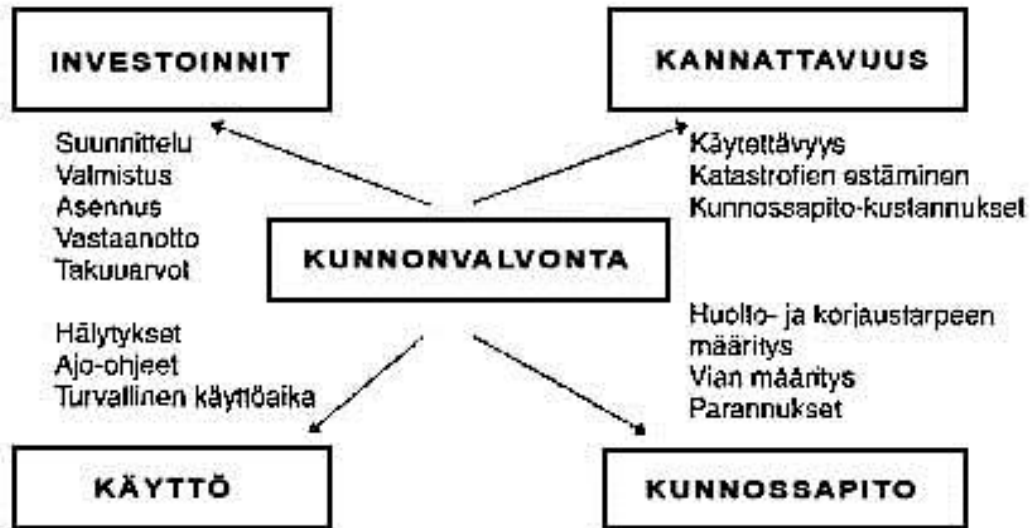 INVESTOINNIT
Suunnittelu
Valmistus
Asennus
Vastaanotto
Takuuarvot
KANNATTAVUUS
Käytettävyys
Katastrofien estäminen
Kunnossapito-kustannukset
KUNNONVALVONTA
Hälytykset
Ajo-ohjeet
Turvallinen käyttöaika
KÄYTTÖ
Huolto- ja korjaustarpeen
määritys
Vian määritys
Parannukset
KUNNOSSAPITO